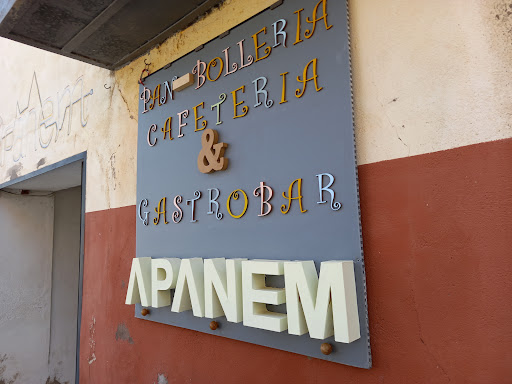 PAN-BOLLERIA
CAFETERIA
&
GASTROBAR
APANEM